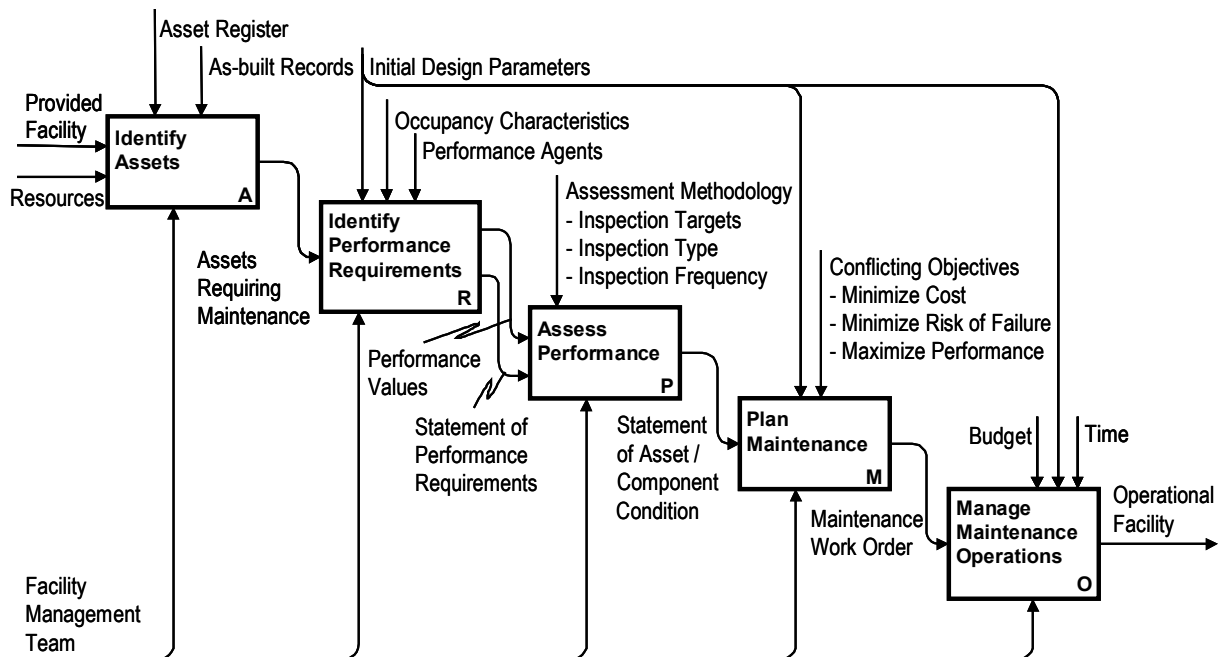 Asset Register
As-built Records
Initial Design Parameters
Provided
Facility
Resources
Identify
Assets
A
Occupancy Characteristics
Performance Agents
Assets
Requiring
Maintenance
Identify
Performance
Requirements
R
Assessment Methodology
- Inspection Targets
- Inspection Type
- Inspection Frequency
Performance
Values
Statement of
Performance
Requirements
Assess
Performance
P
Conflicting Objectives
- Minimize Cost
- Minimize Risk of Failure
- Maximize Performance
Statement
of Asset /
Component
Condition
Plan
Maintenance
M
Budget
Time
Maintenance
Work Order
Manage
Maintenance
Operations
O
Operational
Facility
Facility
Management
Team